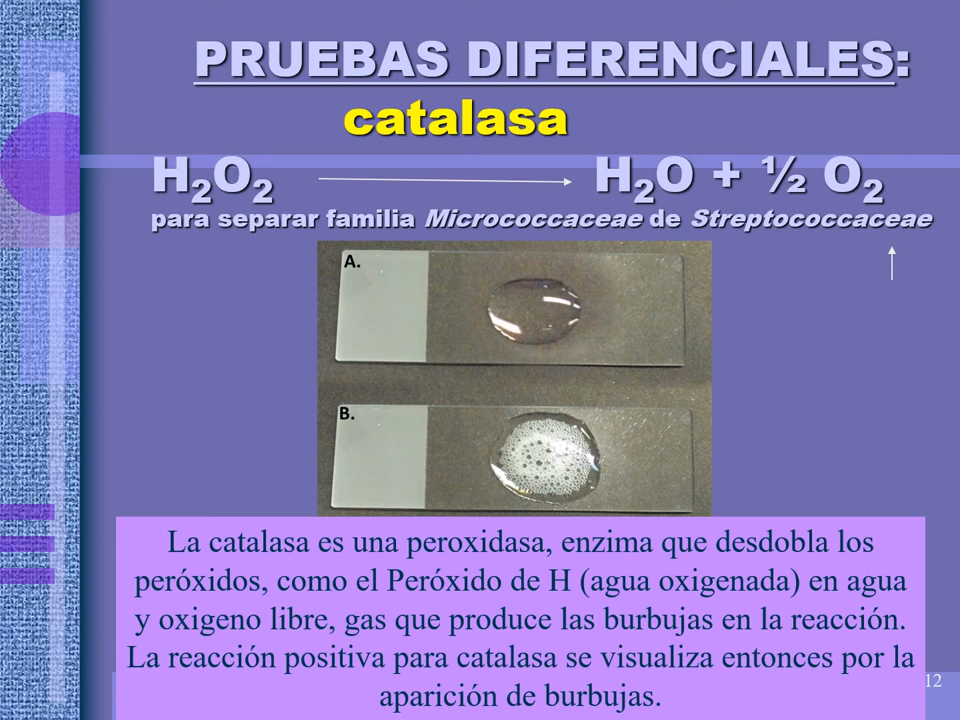 PRUEBAS DIFERENCIALES:
catalasa
H₂O₂ H₂O + ½ O₂
para separar familia Micrococcaceae de Streptococcaceae
A.
B.
La catalasa es una peroxidasa, enzima que desdobla los
peróxidos, como el Peróxido de H (agua oxigenada) en agua
y oxigeno libre, gas que produce las burbujas en la reacción.
La reacción positiva para catalasa se visualiza entonces por la
aparición de burbujas.
12